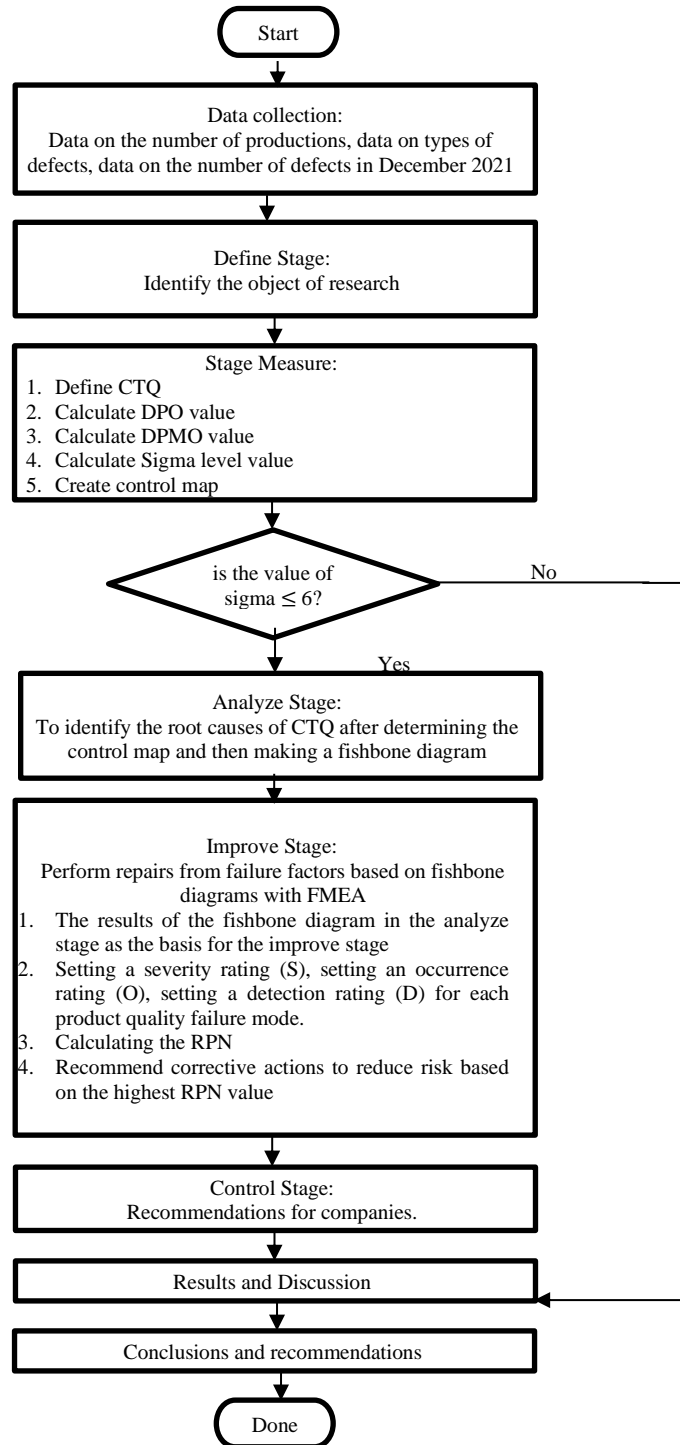 Start
Data collection:
Data on the number of productions, data on types of
defects, data on the number of defects in December 2021
Define Stage:
Identify the object of research
Stage Measure:
1. Define CTQ
2. Calculate DPO value
3. Calculate DPMO value
4. Calculate Sigma level value
5. Create control map
is the value of
sigma ≤ 6?
No
Yes
Analyze Stage:
To identify the root causes of CTQ after determining the
control map and then making a fishbone diagram
Improve Stage:
Perform repairs from failure factors based on fishbone
diagrams with FMEA
1. The results of the fishbone diagram in the analyze
stage as the basis for the improve stage
2. Setting a severity rating (S), setting an occurrence
rating (O), setting a detection rating (D) for each
product quality failure mode.
3. Calculating the RPN
4. Recommend corrective actions to reduce risk based
on the highest RPN value
Control Stage:
Recommendations for companies.
Results and Discussion
Conclusions and recommendations
Done